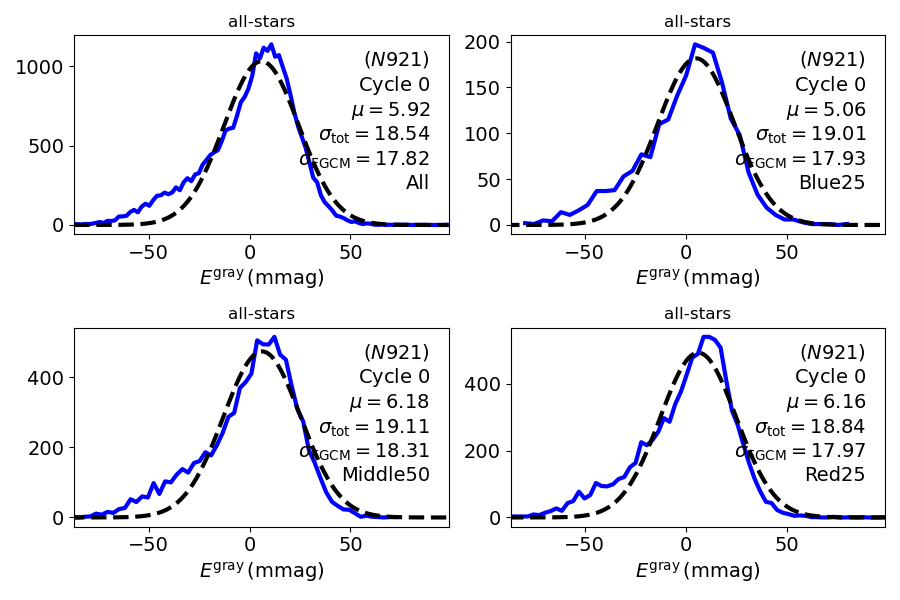 all-stars
1000
500
0
−50
0
50
E^gray (mmag)
(N921)
Cycle 0
μ = 5.92
σ_tot = 18.54
σ_FGCM = 17.82
All
all-stars
200
150
100
50
0
−50
0
50
E^gray (mmag)
(N921)
Cycle 0
μ = 5.06
σ_tot = 19.01
σ_FGCM = 17.93
Blue25
all-stars
400
200
0
−50
0
50
E^gray (mmag)
(N921)
Cycle 0
μ = 6.18
σ_tot = 19.11
σ_FGCM = 18.31
Middle50
all-stars
400
200
0
−50
0
50
E^gray (mmag)
(N921)
Cycle 0
μ = 6.16
σ_tot = 18.84
σ_FGCM = 17.97
Red25